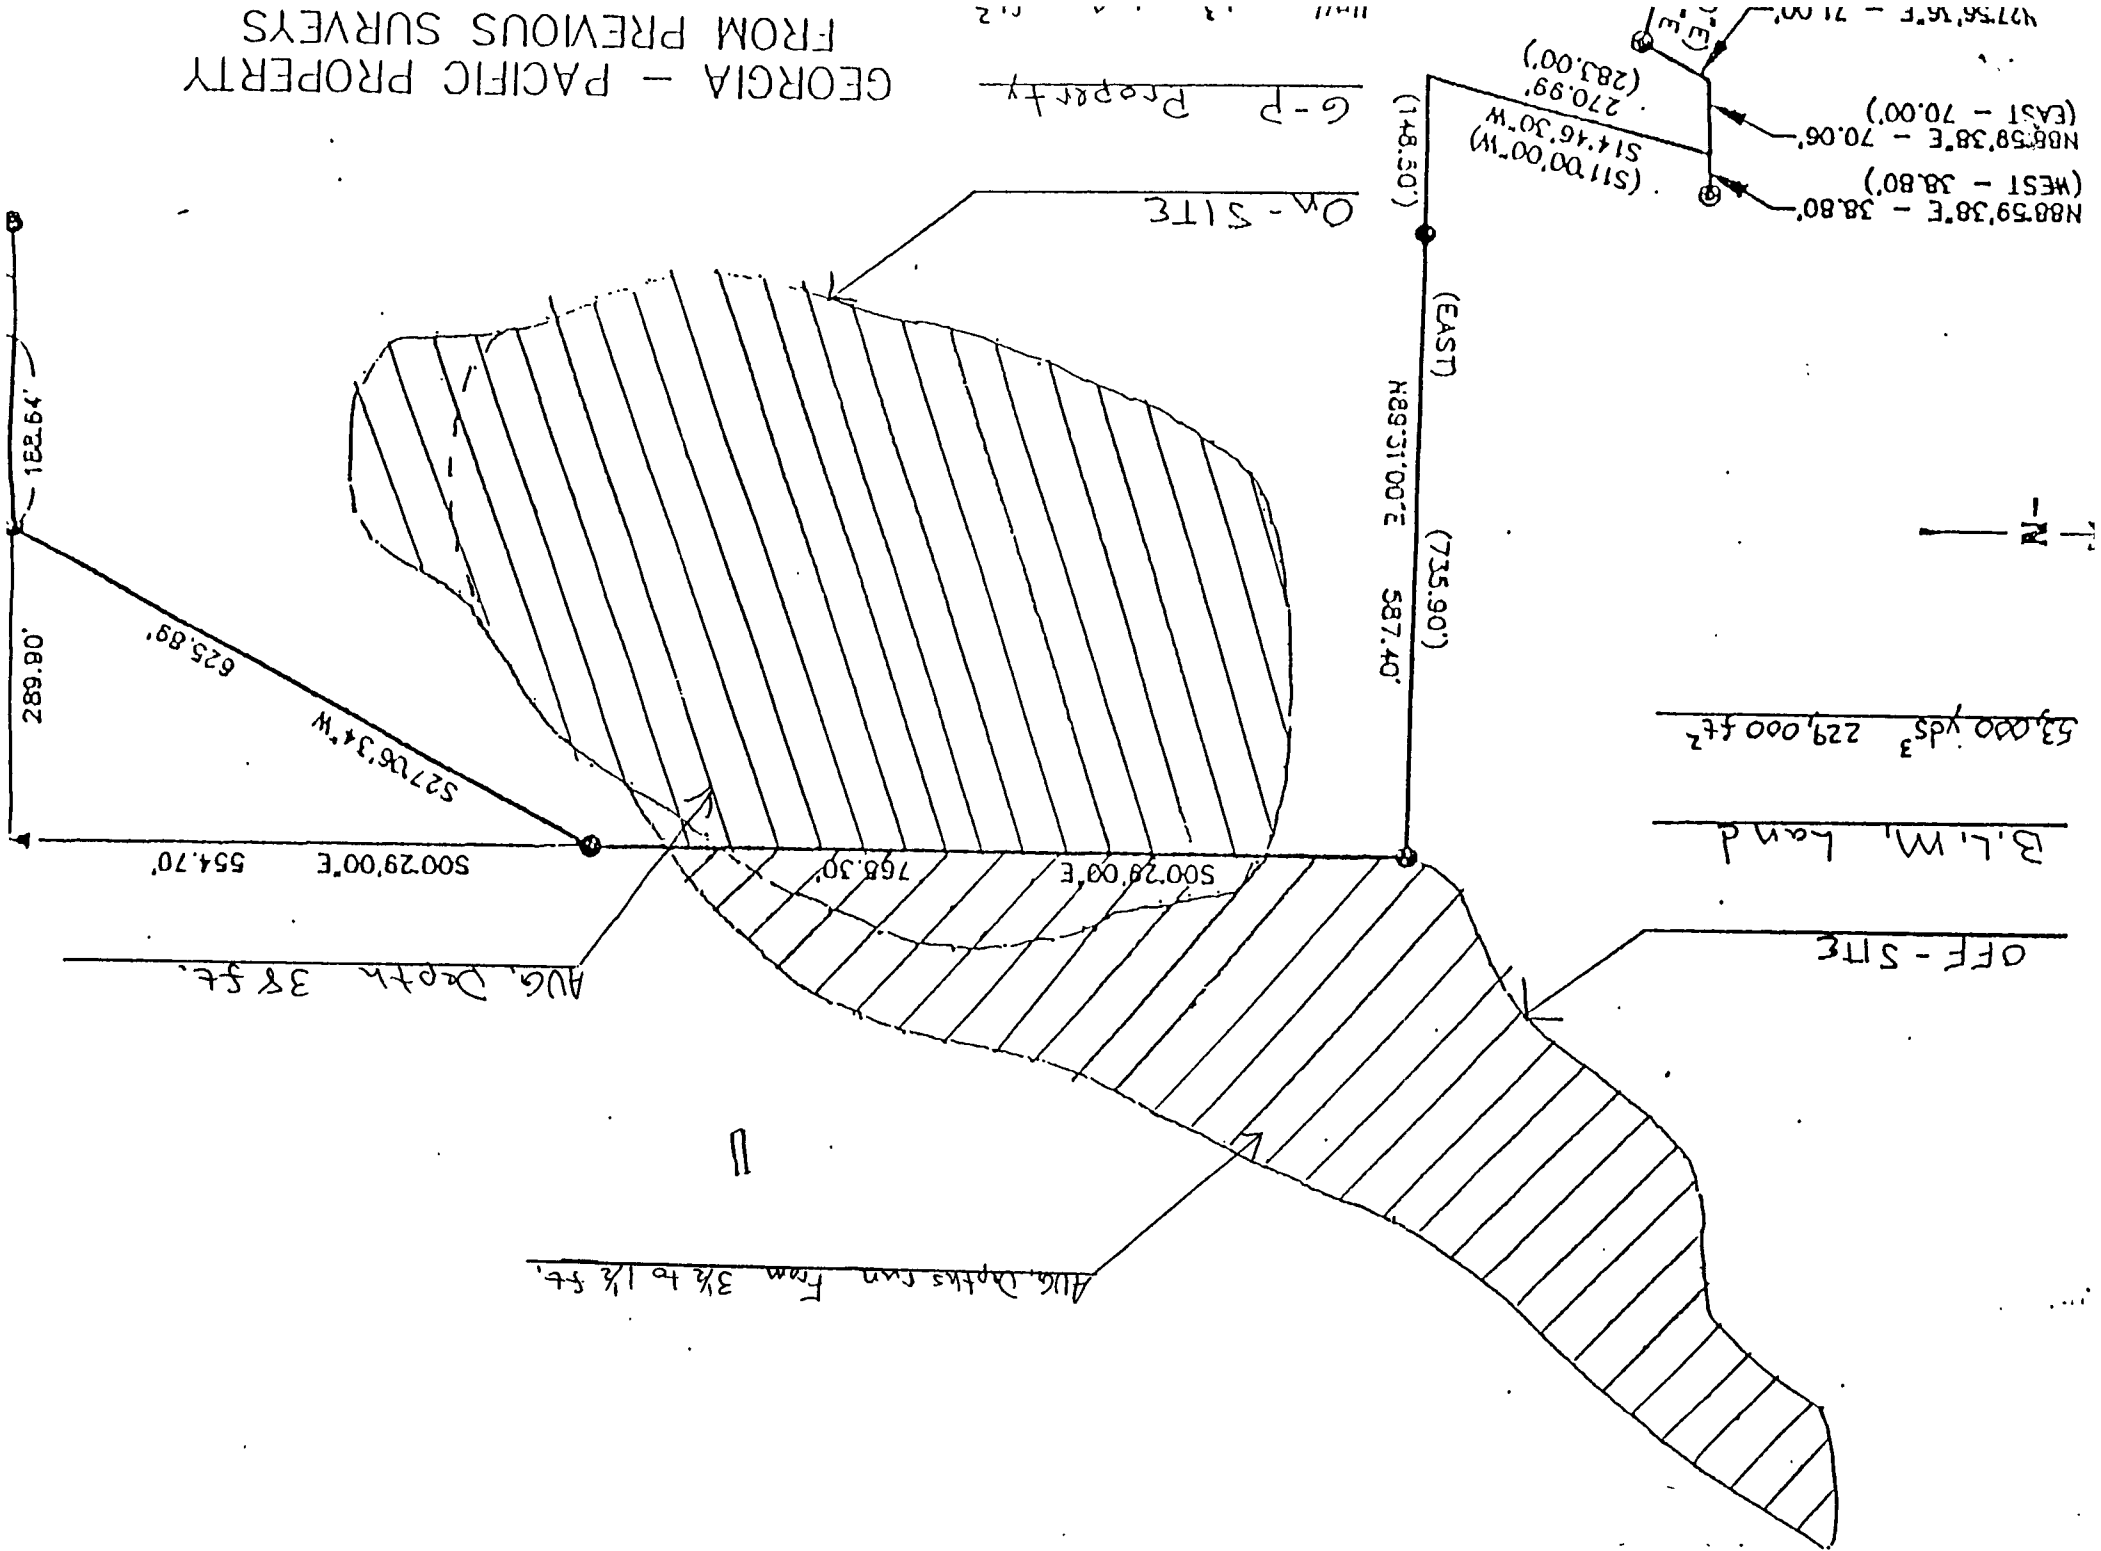 AVG. Depths run From 3½ to 1½ ft.
OFF-SITE
AVG. Depth 38 ft.
B.L.M. Land
S00°29'00"E
768.30'
S00°29'00"E 554.70'
53,000 yds³ 229,000 ft²
S27°06'34"W
625.89'
289.90'
N89°31'00"E 587.40'
(EAST) (735.90')
-N-
182.64'
N88°59'38"E - 38.80'
(WEST - 38.80')
N88°59'38"E - 70.06'
(EAST - 70.00')
(S11°00'00"W)
S14°46'30"W
270.99'
(283.00')
(148.50')
ON-SITE
G-P Property
GEORGIA - PACIFIC PROPERTY
FROM PREVIOUS SURVEYS